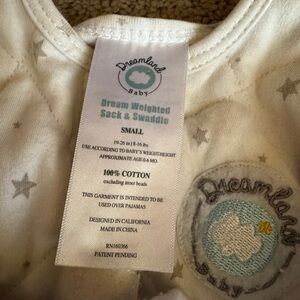 Dreamland
Baby
Dream Weighted
Sack & Swaddle
SMALL
19-26 in | 8-16 lbs
USE ACCORDING TO BABY'S WEIGHT/HEIGHT
APPROXIMATE AGE 0-6 MO.
100% COTTON
excluding inner beads
THIS GARMENT IS INTENDED TO BE
USED OVER PAJAMAS
DESIGNED IN CALIFORNIA
MADE IN CHINA
RN160366
PATENT PENDING
Dreamland
Baby